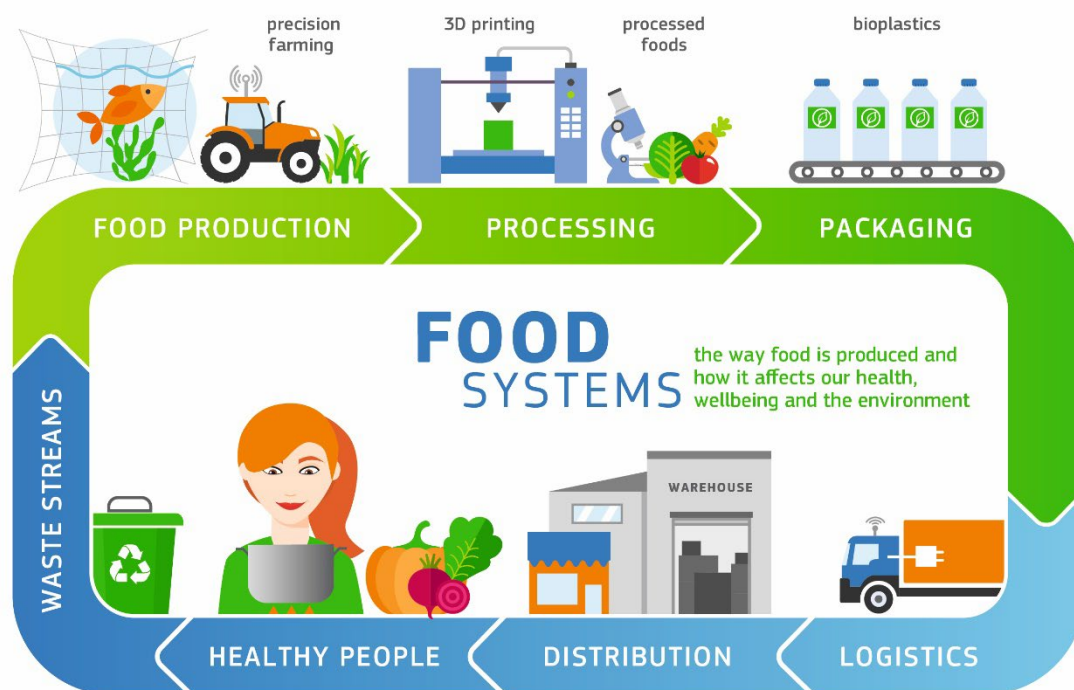 precision
farming
3D printing
processed
foods
bioplastics
FOOD PRODUCTION
PROCESSING
PACKAGING
FOOD
SYSTEMS
the way food is produced and
how it affects our health,
wellbeing and the environment
WAREHOUSE
WASTE STREAMS
HEALTHY PEOPLE
DISTRIBUTION
LOGISTICS